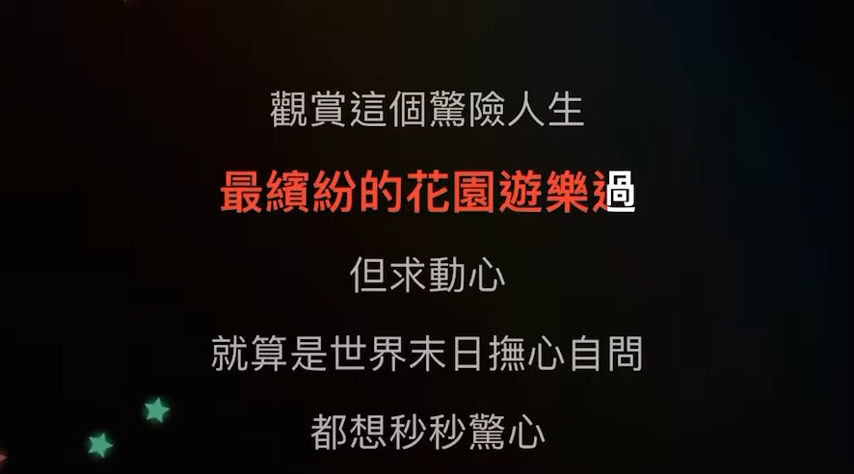 觀賞這個驚險人生
最繽紛的花園遊樂過
但求動心
就算是世界末日撫心自問
都想秒秒驚心